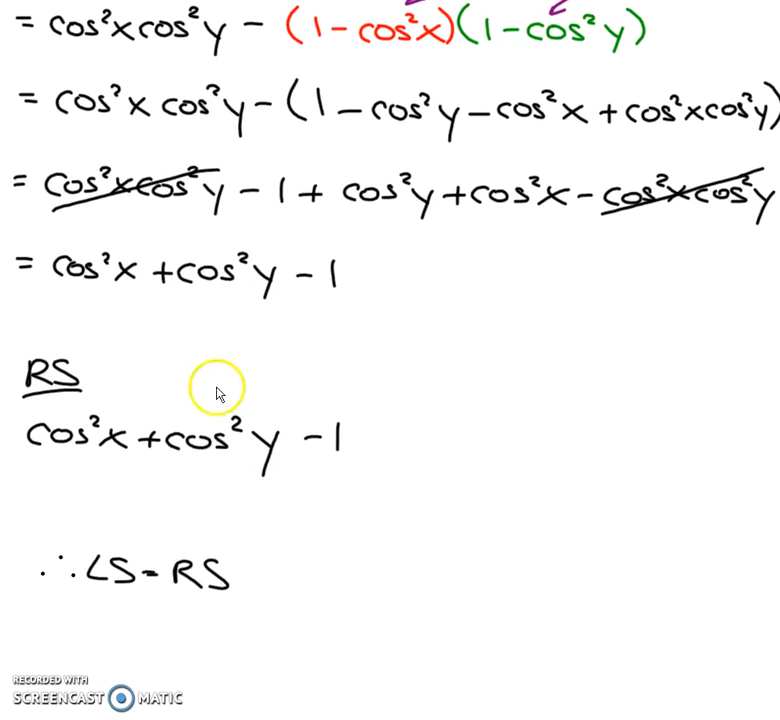 = cos²x cos²y - (1 - cos²x)(1 - cos²y)
= cos²x cos²y - (1 - cos²y - cos²x + cos²x cos²y)
= cos²x cos²y - 1 + cos²y + cos²x - cos²x cos²y
= cos²x + cos²y - 1
RS
cos²x + cos²y - 1
∴ LS = RS
RECORDED WITH
SCREENCAST MATIC